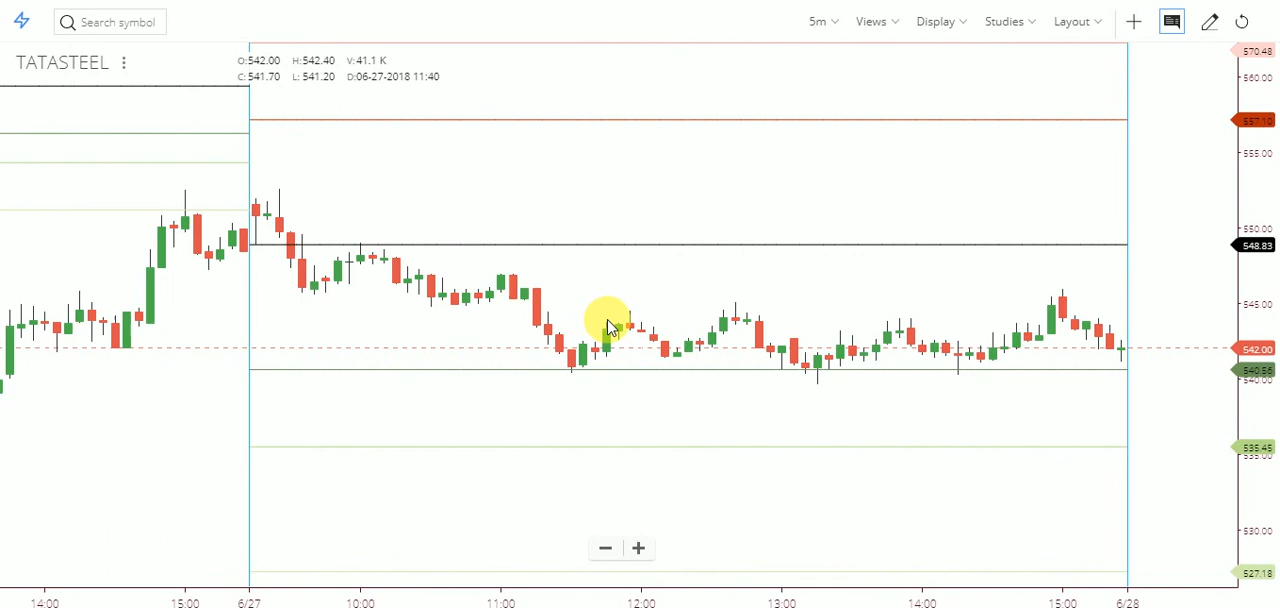 Search symbol
5m Views Display Studies Layout
TATASTEEL
O:542.00 H:542.40 V:41.1 K
C:541.70 L: 541.20 D:06-27-2018 11:40
570.48
560.00
557.10
555.00
550.00
548.83
545.00
542.00
540.56
540.00
535.45
535.00
530.00
527.18
14:00 15:00 6/27 10:00 11:00 12:00 13:00 14:00 15:00 6/28